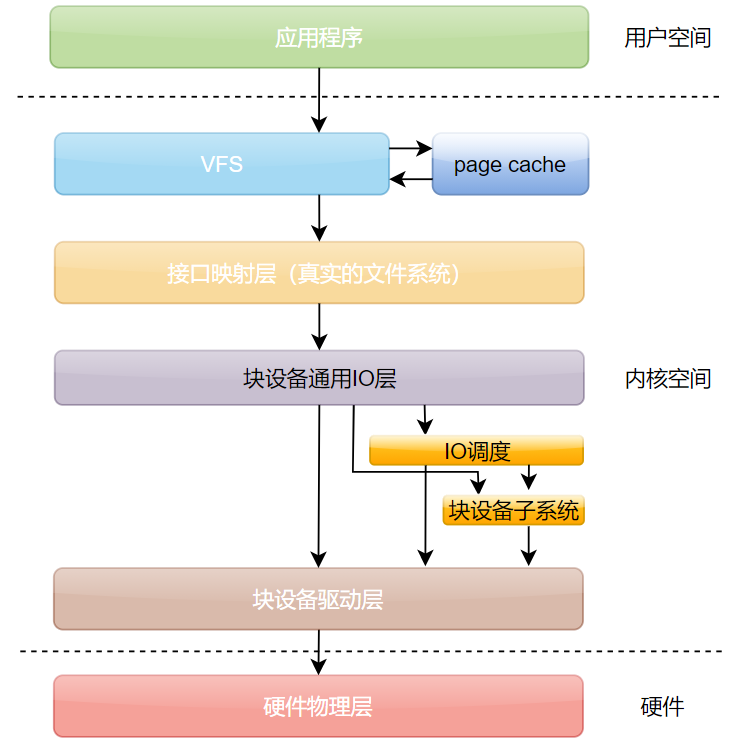 应用程序
用户空间
VFS
page cache
接口映射层（真实的文件系统）
块设备通用IO层
内核空间
IO调度
块设备子系统
块设备驱动层
硬件物理层
硬件